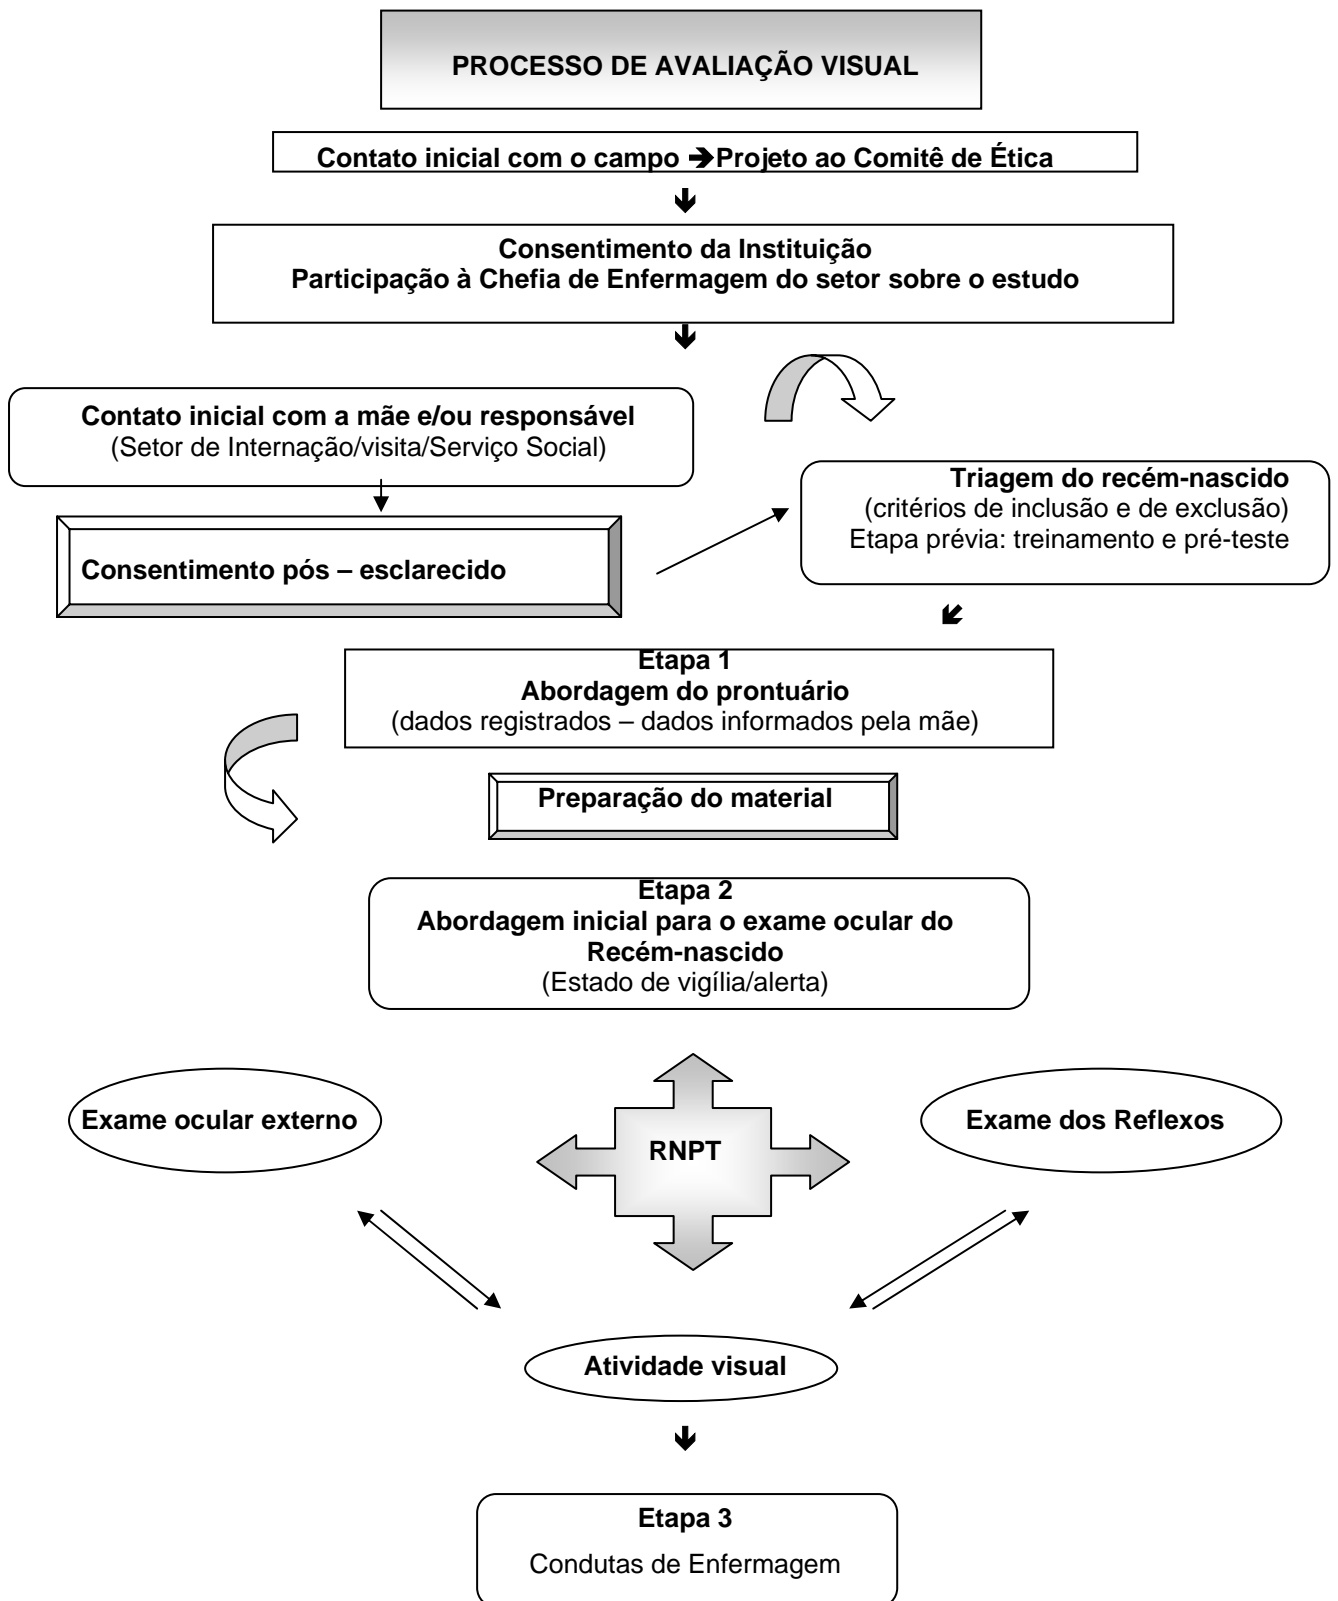 PROCESSO DE AVALIAÇÃO VISUAL
Contato inicial com o campo ➔Projeto ao Comitê de Ética
Consentimento da Instituição
Participação à Chefia de Enfermagem do setor sobre o estudo
Contato inicial com a mãe e/ou responsável
(Setor de Internação/visita/Serviço Social)
Triagem do recém-nascido
(critérios de inclusão e de exclusão)
Etapa prévia: treinamento e pré-teste
Consentimento pós – esclarecido
Etapa 1
Abordagem do prontuário
(dados registrados – dados informados pela mãe)
Preparação do material
Etapa 2
Abordagem inicial para o exame ocular do
Recém-nascido
(Estado de vigília/alerta)
Exame ocular externo
RNPT
Exame dos Reflexos
Atividade visual
Etapa 3
Condutas de Enfermagem